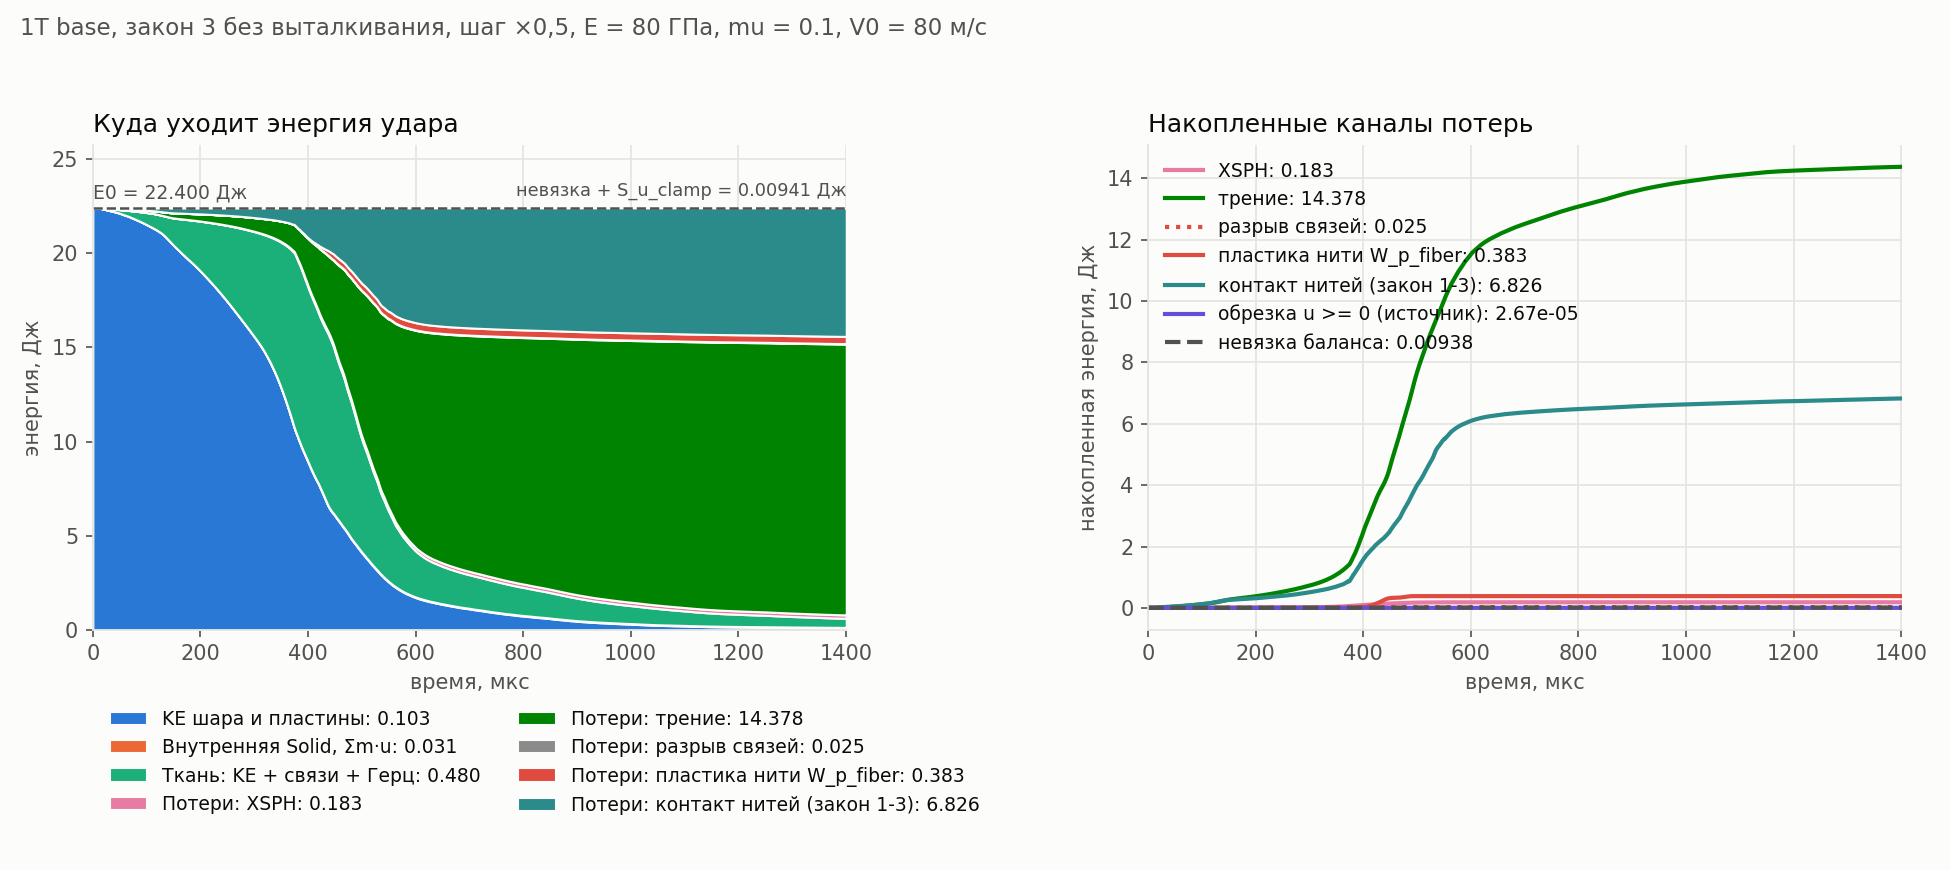 1T base, закон 3 без выталкивания, шаг ×0,5, E = 80 ГПа, mu = 0.1, V0 = 80 м/с
Куда уходит энергия удара
25
20
15
10
5
0
энергия, Дж
E0 = 22.400 Дж
невязка + S_u_clamp = 0.00941 Дж
0 200 400 600 800 1000 1200 1400
время, мкс
KE шара и пластины: 0.103
Внутренняя Solid, Σm·u: 0.031
Ткань: KE + связи + Герц: 0.480
Потери: XSPH: 0.183
Потери: трение: 14.378
Потери: разрыв связей: 0.025
Потери: пластика нити W_p_fiber: 0.383
Потери: контакт нитей (закон 1-3): 6.826
Накопленные каналы потерь
14
12
10
8
6
4
2
0
накопленная энергия, Дж
XSPH: 0.183
трение: 14.378
разрыв связей: 0.025
пластика нити W_p_fiber: 0.383
контакт нитей (закон 1-3): 6.826
обрезка u >= 0 (источник): 2.67e-05
невязка баланса: 0.00938
0 200 400 600 800 1000 1200 1400
время, мкс